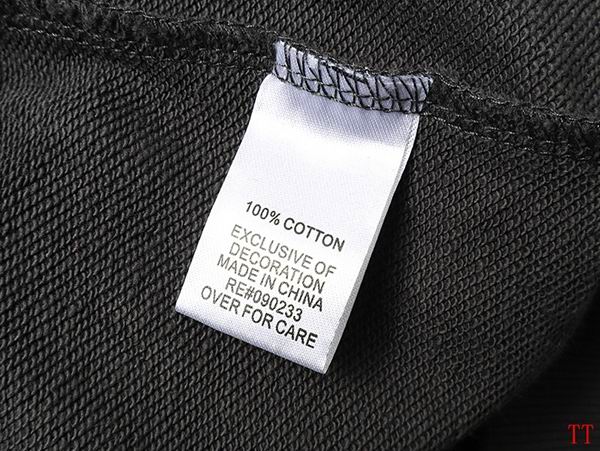 100% COTTON
EXCLUSIVE OF
DECORATION
MADE IN CHINA
RE#090233
OVER FOR CARE
TT